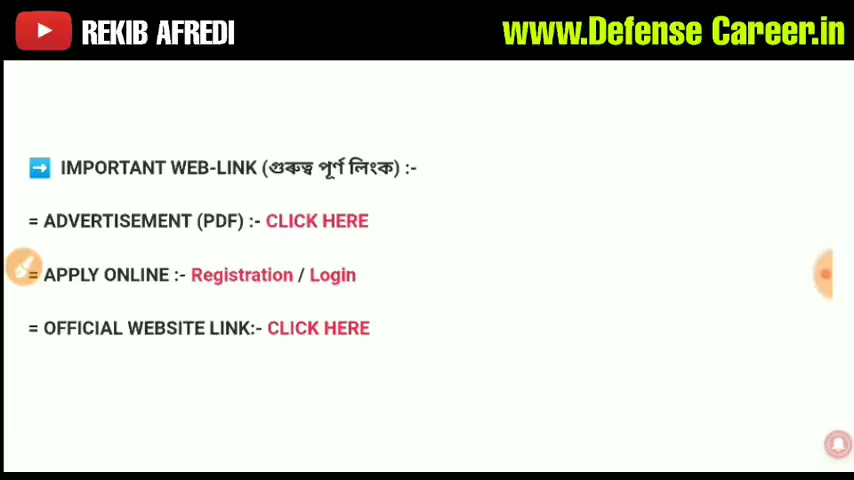 REKIB AFREDI
www.Defense Career.in
➡ IMPORTANT WEB-LINK (গুৰুত্ব পূর্ণ লিংক) :-
= ADVERTISEMENT (PDF) :- CLICK HERE
= APPLY ONLINE :- Registration / Login
= OFFICIAL WEBSITE LINK:- CLICK HERE